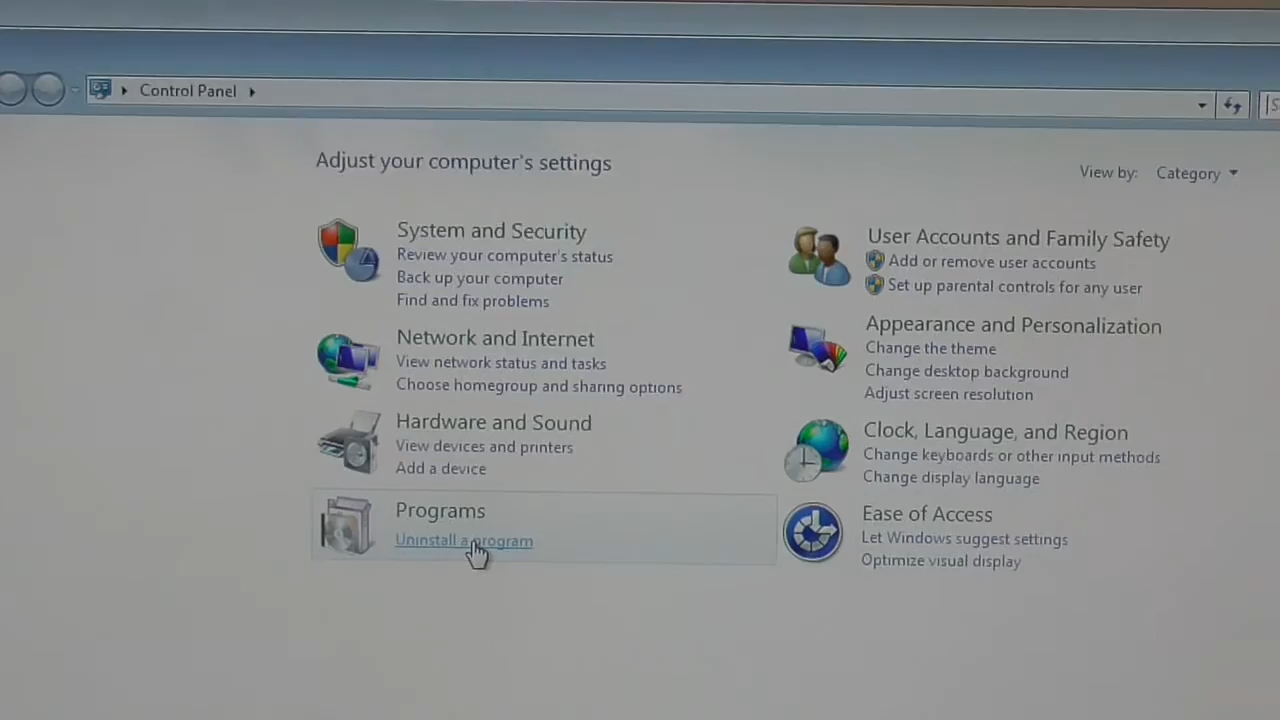 Control Panel
Adjust your computer's settings
View by: Category
System and Security
Review your computer's status
Back up your computer
Find and fix problems
Network and Internet
View network status and tasks
Choose homegroup and sharing options
Hardware and Sound
View devices and printers
Add a device
Programs
Uninstall a program
User Accounts and Family Safety
Add or remove user accounts
Set up parental controls for any user
Appearance and Personalization
Change the theme
Change desktop background
Adjust screen resolution
Clock, Language, and Region
Change keyboards or other input methods
Change display language
Ease of Access
Let Windows suggest settings
Optimize visual display